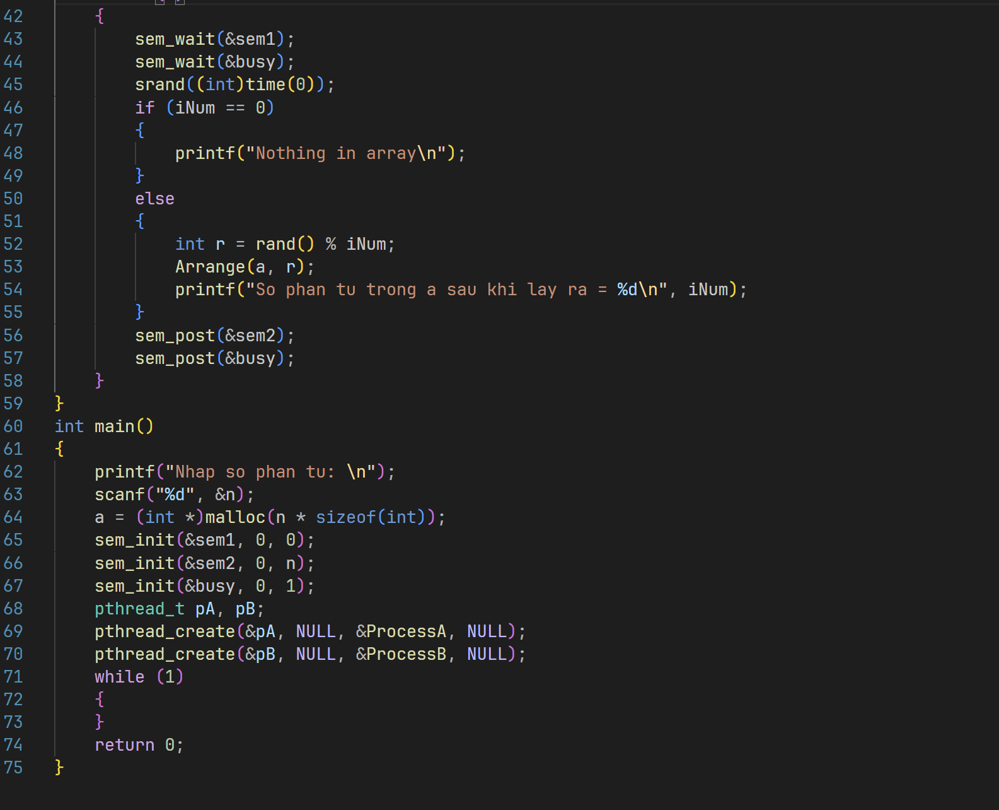 42 {
43 sem_wait(&sem1);
44 sem_wait(&busy);
45 srand((int)time(0));
46 if (iNum == 0)
47 {
48 printf("Nothing in array\n");
49 }
50 else
51 {
52 int r = rand() % iNum;
53 Arrange(a, r);
54 printf("So phan tu trong a sau khi lay ra = %d\n", iNum);
55 }
56 sem_post(&sem2);
57 sem_post(&busy);
58 }
59 }
60 int main()
61 {
62 printf("Nhap so phan tu: \n");
63 scanf("%d", &n);
64 a = (int *)malloc(n * sizeof(int));
65 sem_init(&sem1, 0, 0);
66 sem_init(&sem2, 0, n);
67 sem_init(&busy, 0, 1);
68 pthread_t pA, pB;
69 pthread_create(&pA, NULL, &ProcessA, NULL);
70 pthread_create(&pB, NULL, &ProcessB, NULL);
71 while (1)
72 {
73 }
74 return 0;
75 }